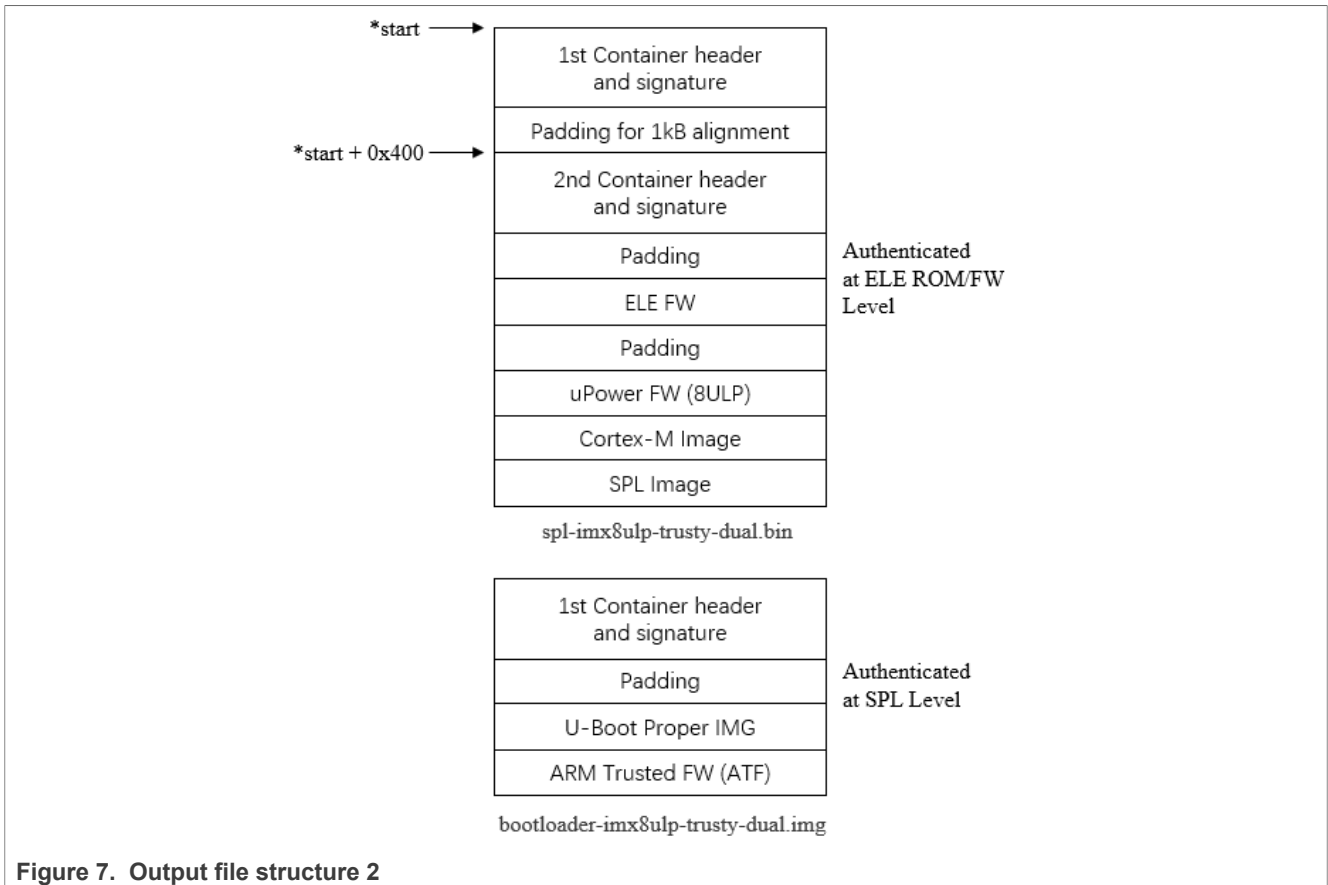 *start
1st Container header
and signature
Padding for 1kB alignment
*start + 0x400
2nd Container header
and signature
Padding
ELE FW
Padding
uPower FW (8ULP)
Cortex-M Image
SPL Image
Authenticated
at ELE ROM/FW
Level
spl-imx8ulp-trusty-dual.bin
1st Container header
and signature
Padding
U-Boot Proper IMG
ARM Trusted FW (ATF)
Authenticated
at SPL Level
bootloader-imx8ulp-trusty-dual.img
Figure 7. Output file structure 2